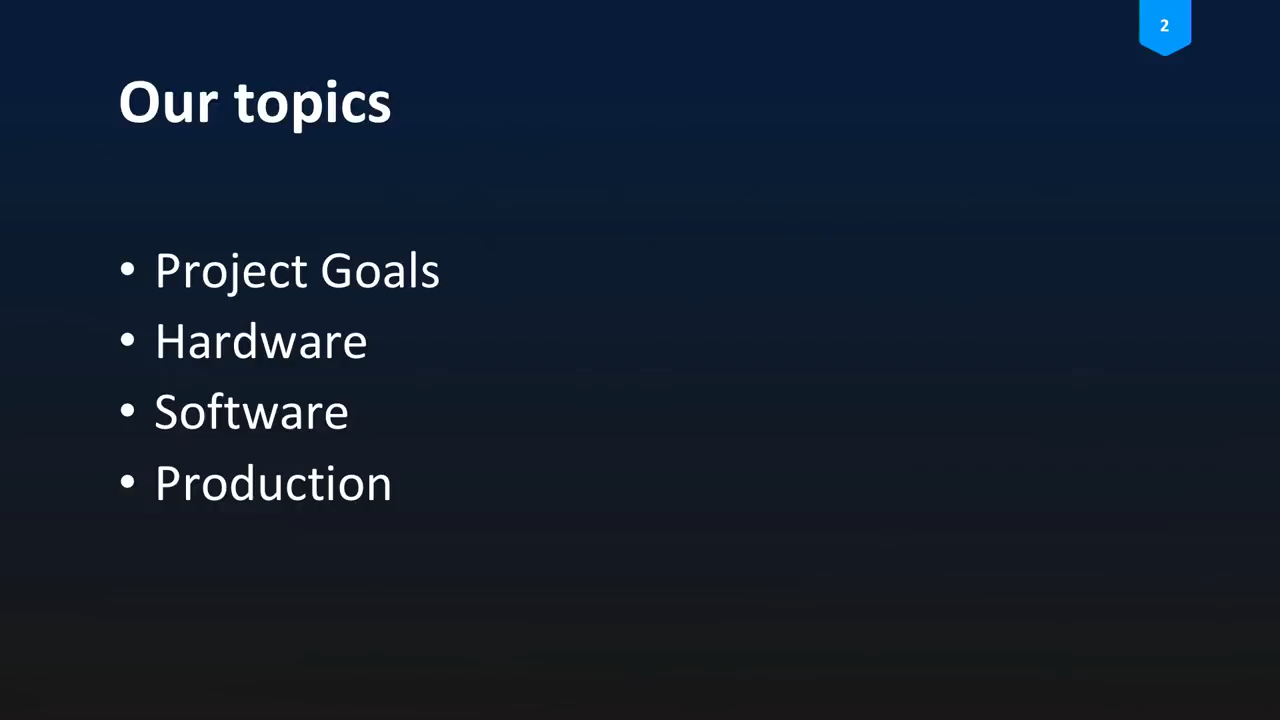 2
Our topics
• Project Goals
• Hardware
• Software
• Production